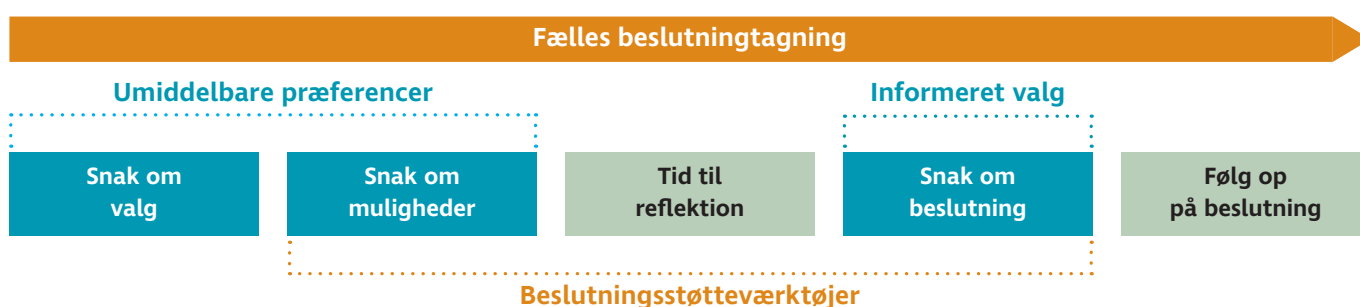 Fælles beslutningtagning
Umiddelbare præferencer
Informeret valg
Snak om
valg
Snak om
muligheder
Tid til
reflektion
Snak om
beslutning
Følg op
på beslutning
Beslutningsstøtteværktøjer